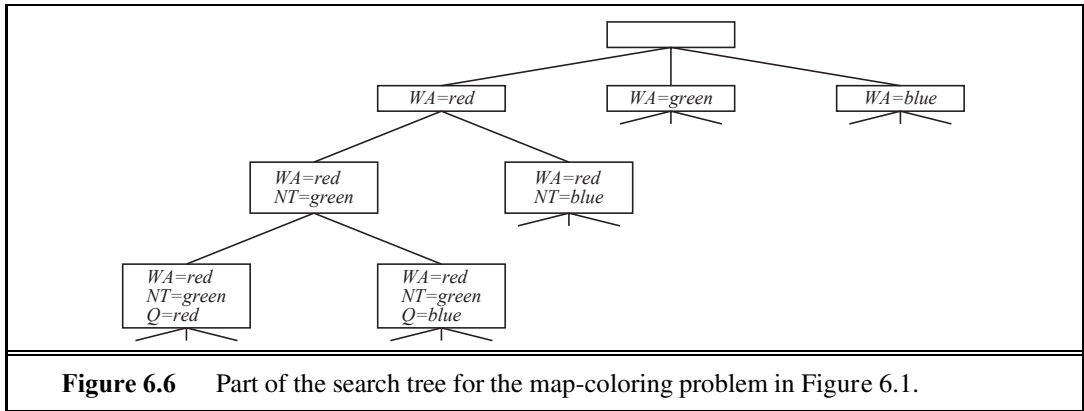 WA=red
WA=green
WA=blue
WA=red
NT=green
WA=red
NT=blue
WA=red
NT=green
Q=red
WA=red
NT=green
Q=blue
Figure 6.6 Part of the search tree for the map-coloring problem in Figure 6.1.